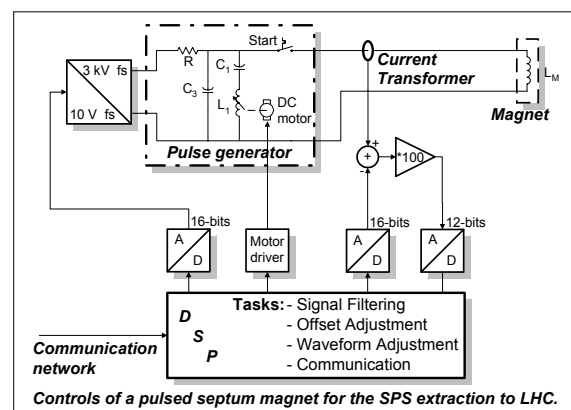 Start
3 kV fs
10 V fs
R
C1
C3
L1
DC
motor
Pulse generator
Current
Transformer
LM
Magnet
+
+
-
*100
16-bits
16-bits
12-bits
A
D
Motor
driver
A
D
A
D
D
S
P
Tasks: - Signal Filtering
- Offset Adjustment
- Waveform Adjustment
- Communication
Communication
network
Controls of a pulsed septum magnet for the SPS extraction to LHC.